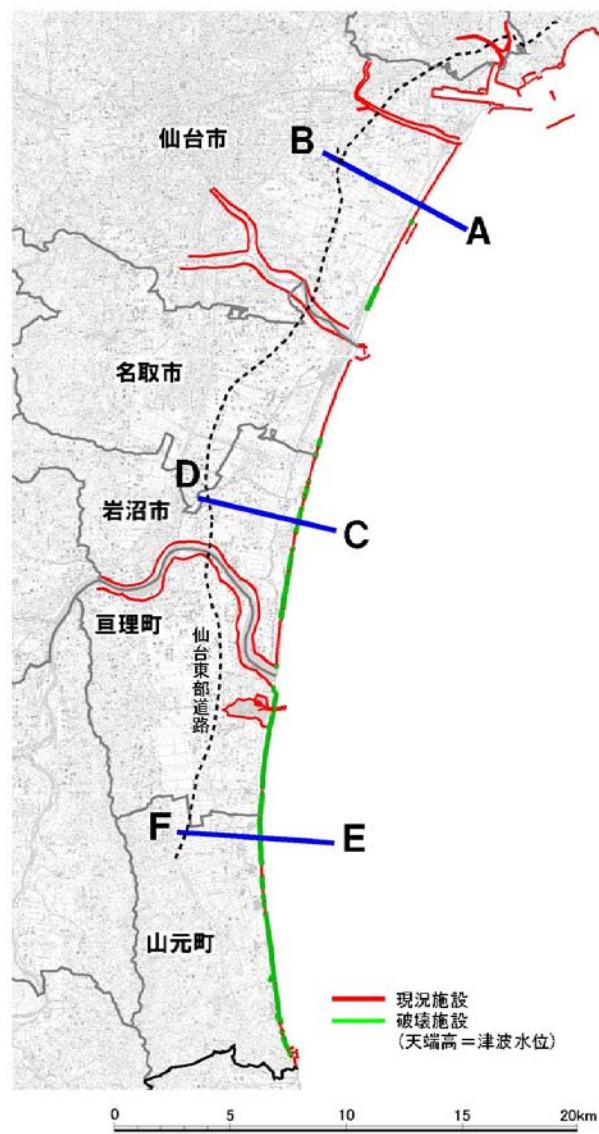 仙台市
B
A
名取市
D
岩沼市
C
亘理町
仙台東部道路
F
E
山元町
現況施設
破壊施設
(天端高=津波水位)
0 5 10 15 20km